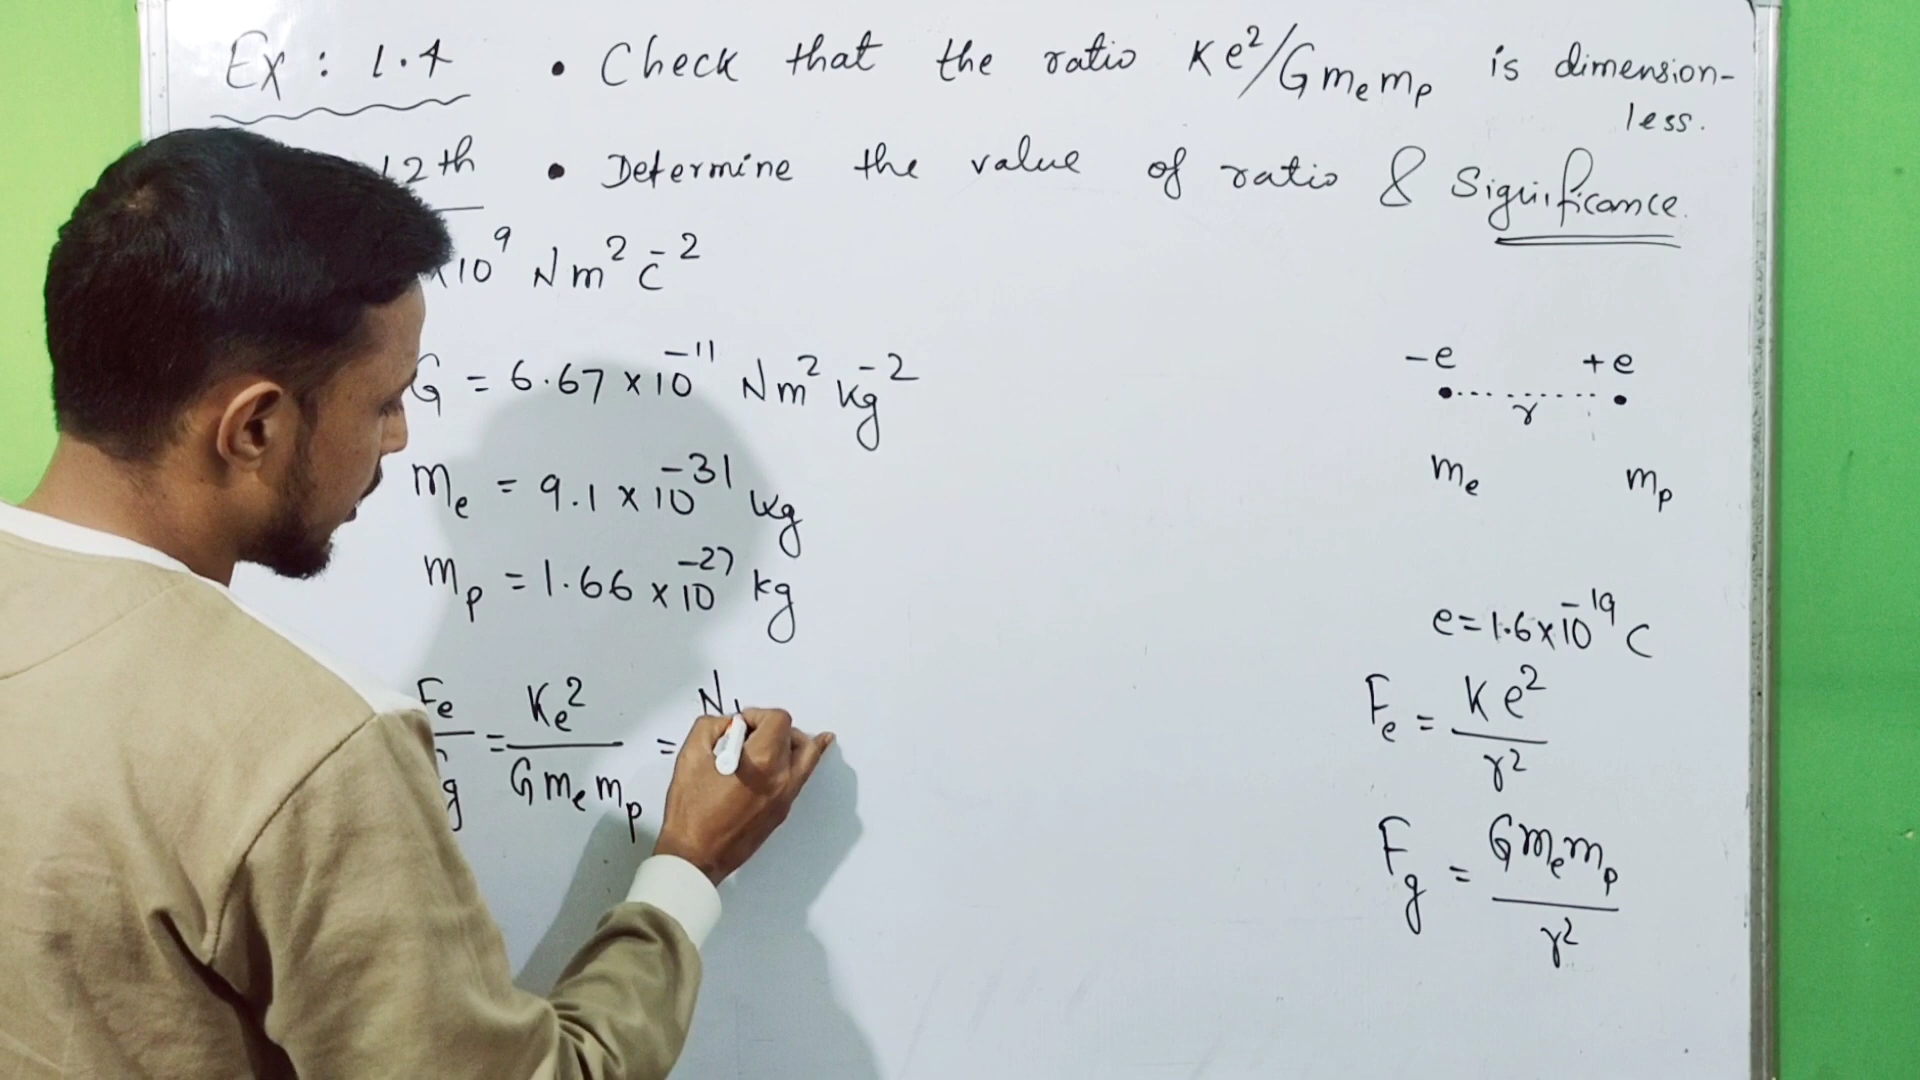 Ex : 1.4 • Check that the ratio Ke²/Gmₑmₚ is dimension-
less.
12th • Determine the value of ratio & Significance.
×10⁹ Nm² C⁻²
G = 6.67 × 10⁻¹¹ Nm² kg⁻²
mₑ = 9.1 × 10⁻³¹ kg
mₚ = 1.66 × 10⁻²⁷ kg
Fₑ/g = Ke²/Gmₑmₚ = N
-e +e
r
mₑ mₚ
e = 1.6×10⁻¹⁹ C
Fₑ = Ke²/r²
F_g = Gmₑmₚ/r²